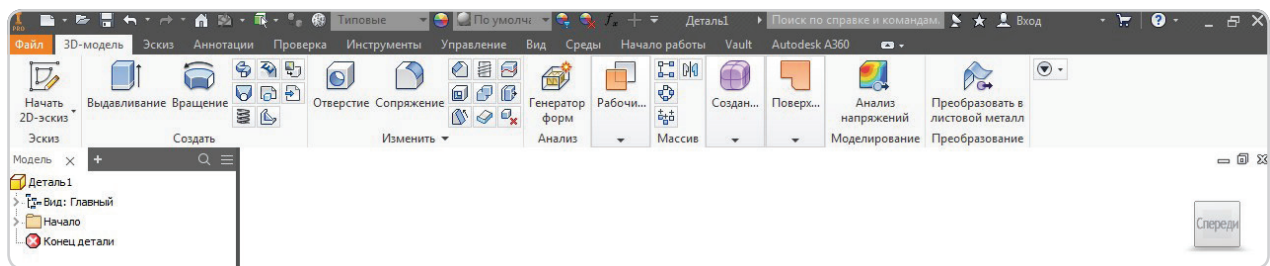 PRO Типовые По умолча fx Деталь1 Поиск по справке и командам. Вход ?
Файл 3D-модель Эскиз Аннотации Проверка Инструменты Управление Вид Среды Начало работы Vault Autodesk A360
Начать 2D-эскиз Выдавливание Вращение Отверстие Сопряжение Генератор форм Рабочи... Создан... Поверх... Анализ напряжений Преобразовать в листовой металл
Эскиз Создать Изменить Анализ Массив Моделирование Преобразование
Модель
Деталь1
Вид: Главный
Начало
Конец детали
Спереди